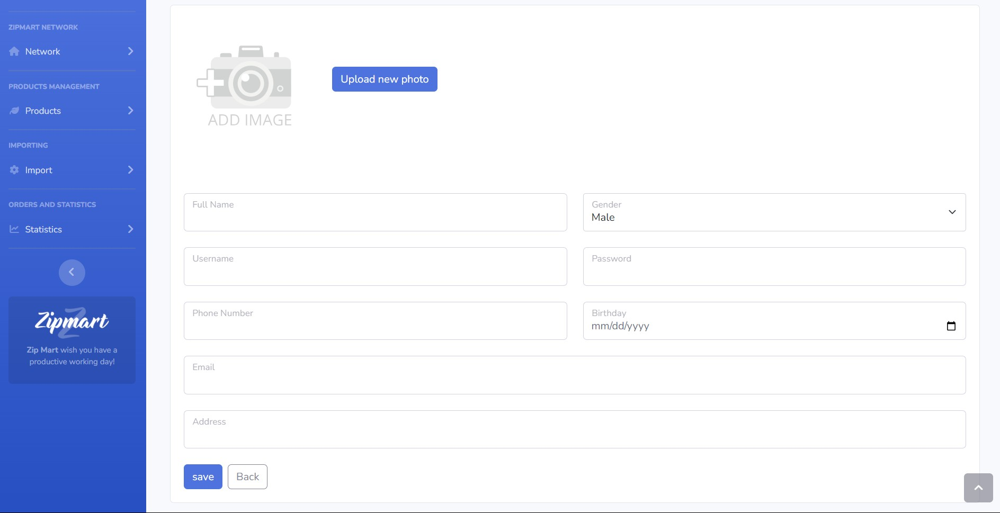 ZIPMART NETWORK
Network
PRODUCTS MANAGEMENT
Products
IMPORTING
Import
ORDERS AND STATISTICS
Statistics
Zipmart
Zip Mart wish you have a
productive working day!
ADD IMAGE
Upload new photo
Full Name
Gender
Male
Username
Password
Phone Number
Birthday
mm/dd/yyyy
Email
Address
save
Back